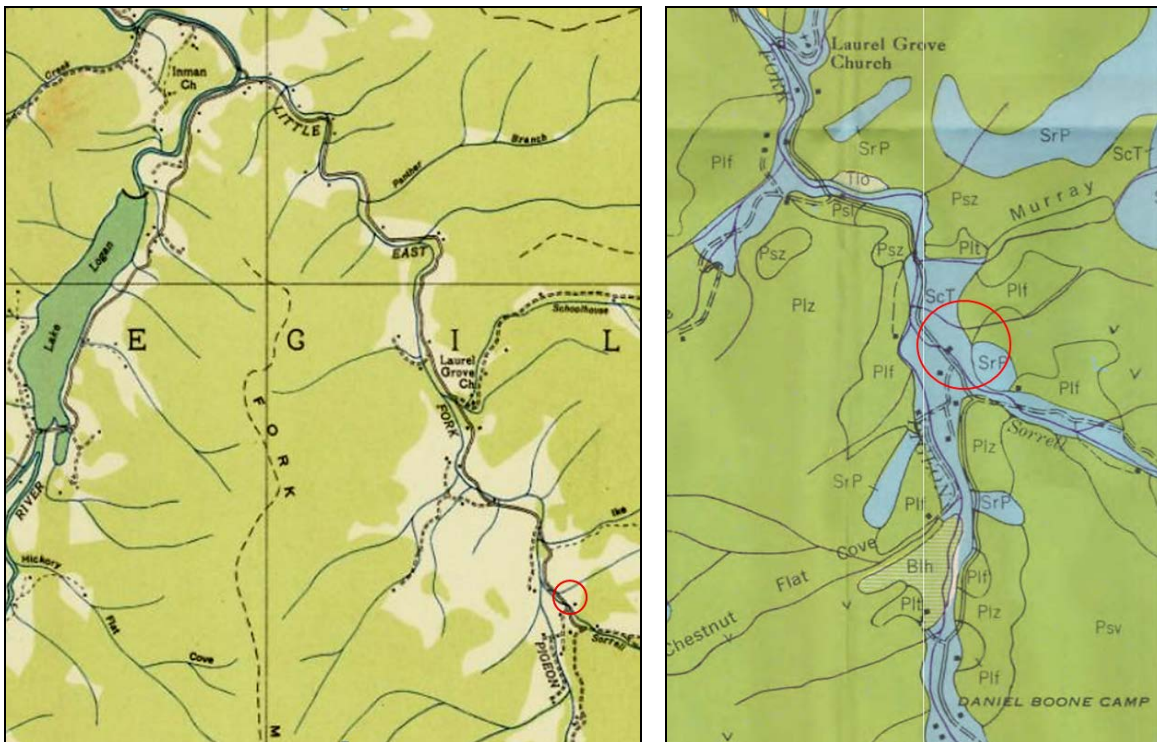 Creek
Inman
Ch
LITTLE
Panther Branch
EAST
Logan
Lake
E G I L
Schoolhouse
Laurel
Grove
Ch
FORK
FORK
RIVER
Ike
Hickory
Flat
Cove
Sorrell
PIGEON
M
FORK
Laurel Grove
Church
Plf
SrP
SrP
ScT
Tlo
Psl
Psz
Murray
Psz
Psz
Plt
Plz
ScT
Plf
SrP
Plf
Plf
Sorrell
Plz
SrP
Plf
SrP
Cove
Flat
Chestnut
Blh
Plf
Plt
Plz
Psv
Plf
DANIEL BOONE CAMP